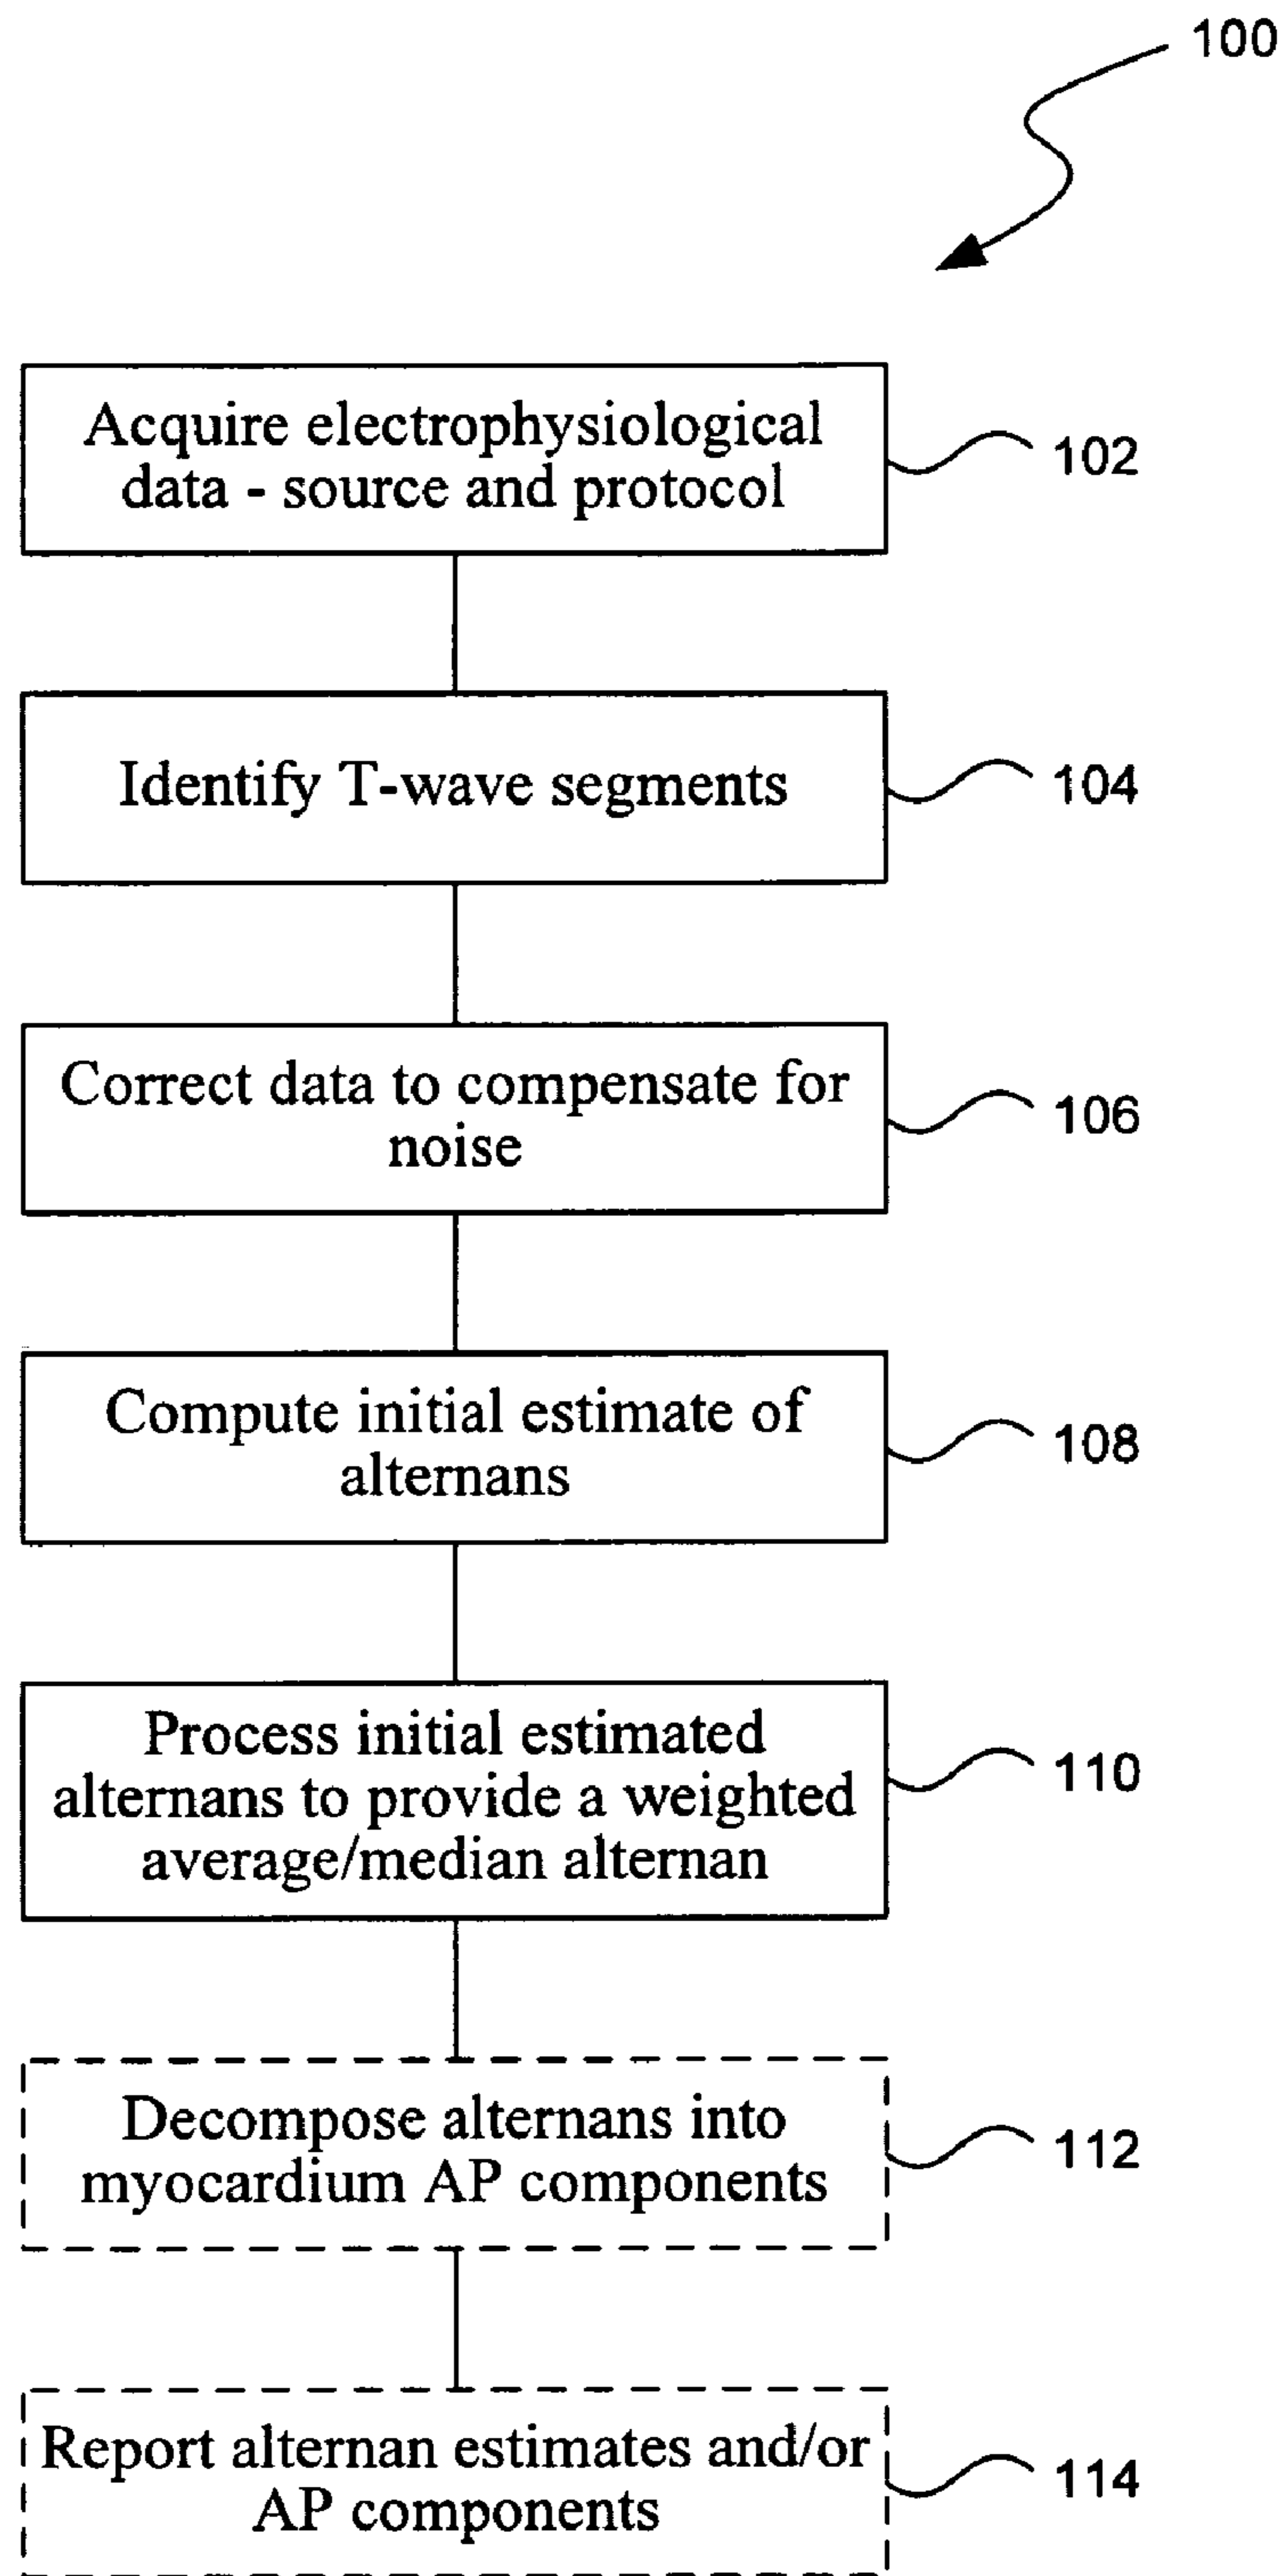 100
Acquire electrophysiological
data - source and protocol
102
Identify T-wave segments
104
Correct data to compensate for
noise
106
Compute initial estimate of
alternans
108
Process initial estimated
alternans to provide a weighted
average/median alternan
110
Decompose alternans into
myocardium AP components
112
Report alternan estimates and/or
AP components
114